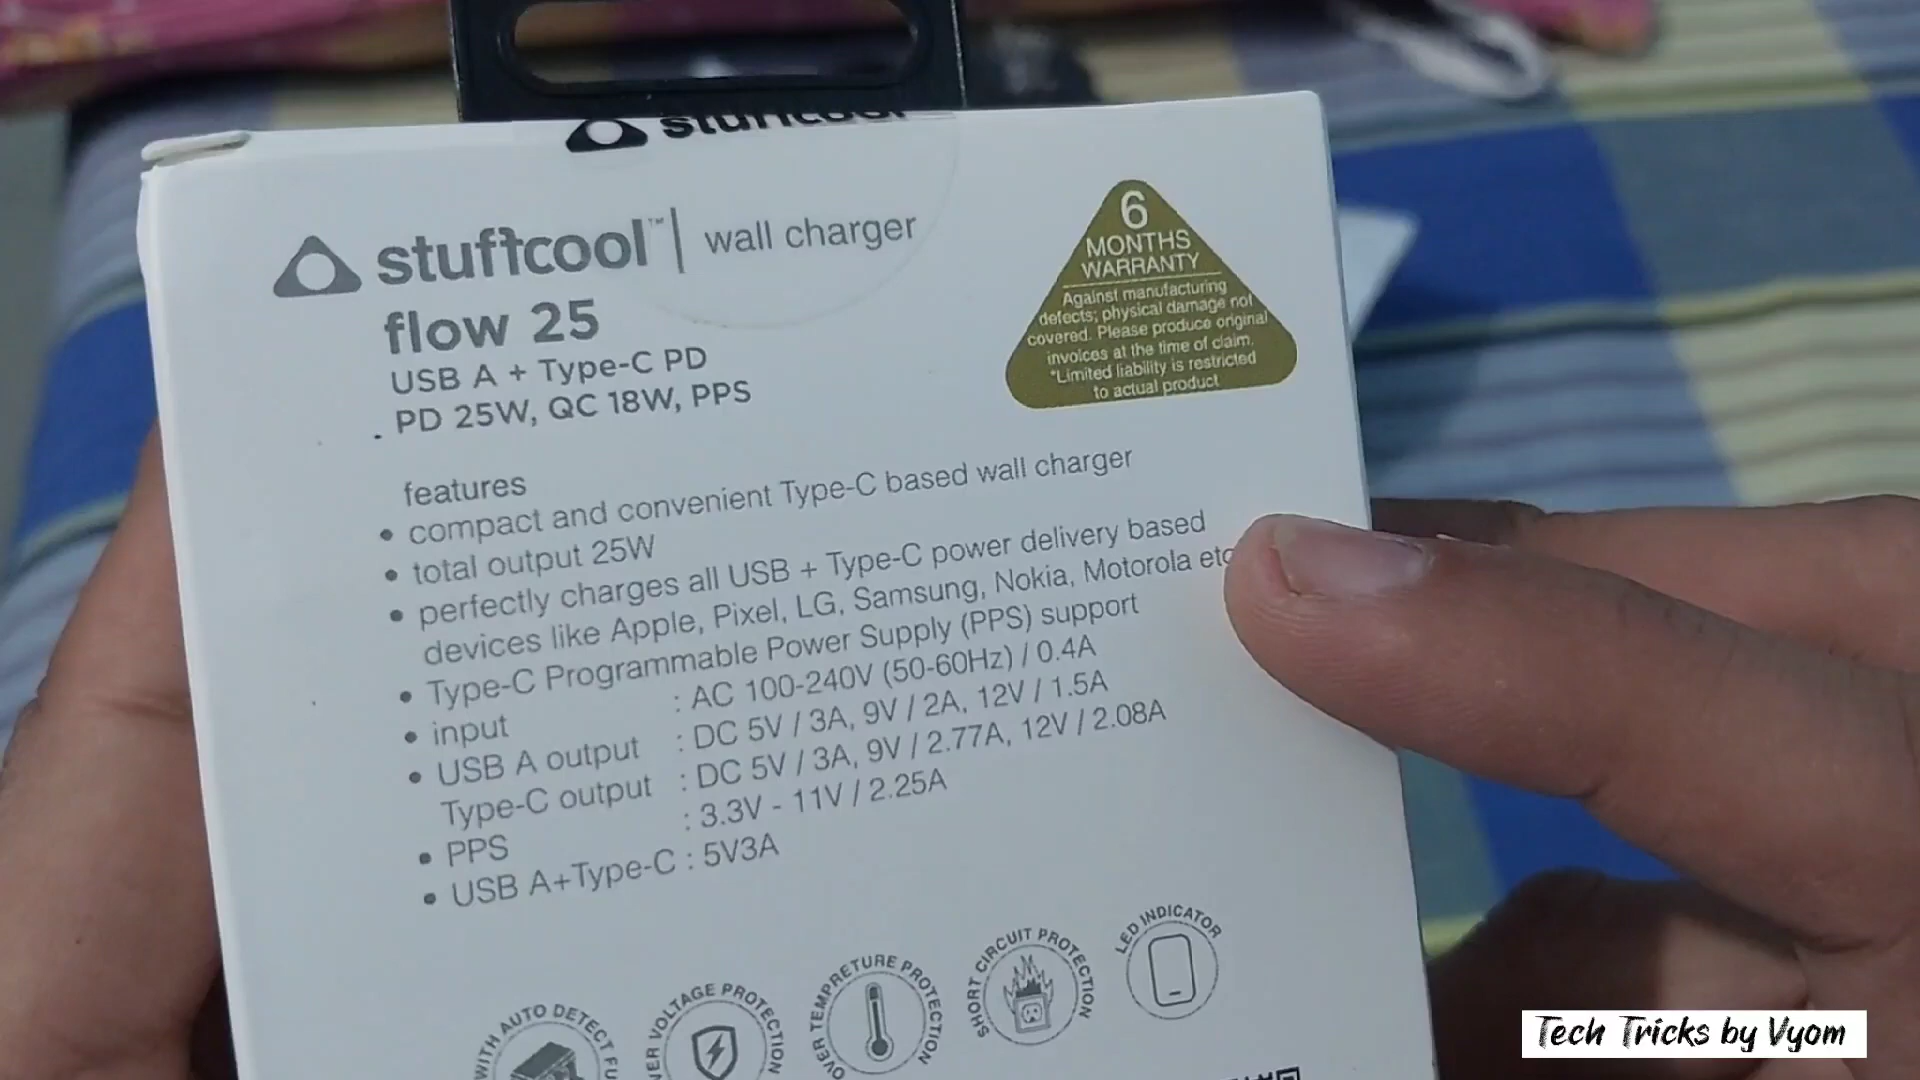 stuffcool
stuffcool™ | wall charger
flow 25
USB A + Type-C PD
PD 25W, QC 18W, PPS
6
MONTHS
WARRANTY
Against manufacturing
defects; physical damage not
covered. Please produce original
invoices at the time of claim.
*Limited liability is restricted
to actual product
features
• compact and convenient Type-C based wall charger
• total output 25W
• perfectly charges all USB + Type-C power delivery based
devices like Apple, Pixel, LG, Samsung, Nokia, Motorola etc
• Type-C Programmable Power Supply (PPS) support
• input : AC 100-240V (50-60Hz) / 0.4A
• USB A output : DC 5V / 3A, 9V / 2A, 12V / 1.5A
Type-C output : DC 5V / 3A, 9V / 2.77A, 12V / 2.08A
• PPS : 3.3V - 11V / 2.25A
• USB A+Type-C : 5V3A
WITH AUTO DETECT
VOLTAGE PROTECTION
OVER TEMPRETURE PROTECTION
SHORT CIRCUIT PROTECTION
LED INDICATOR
Tech Tricks by Vyom